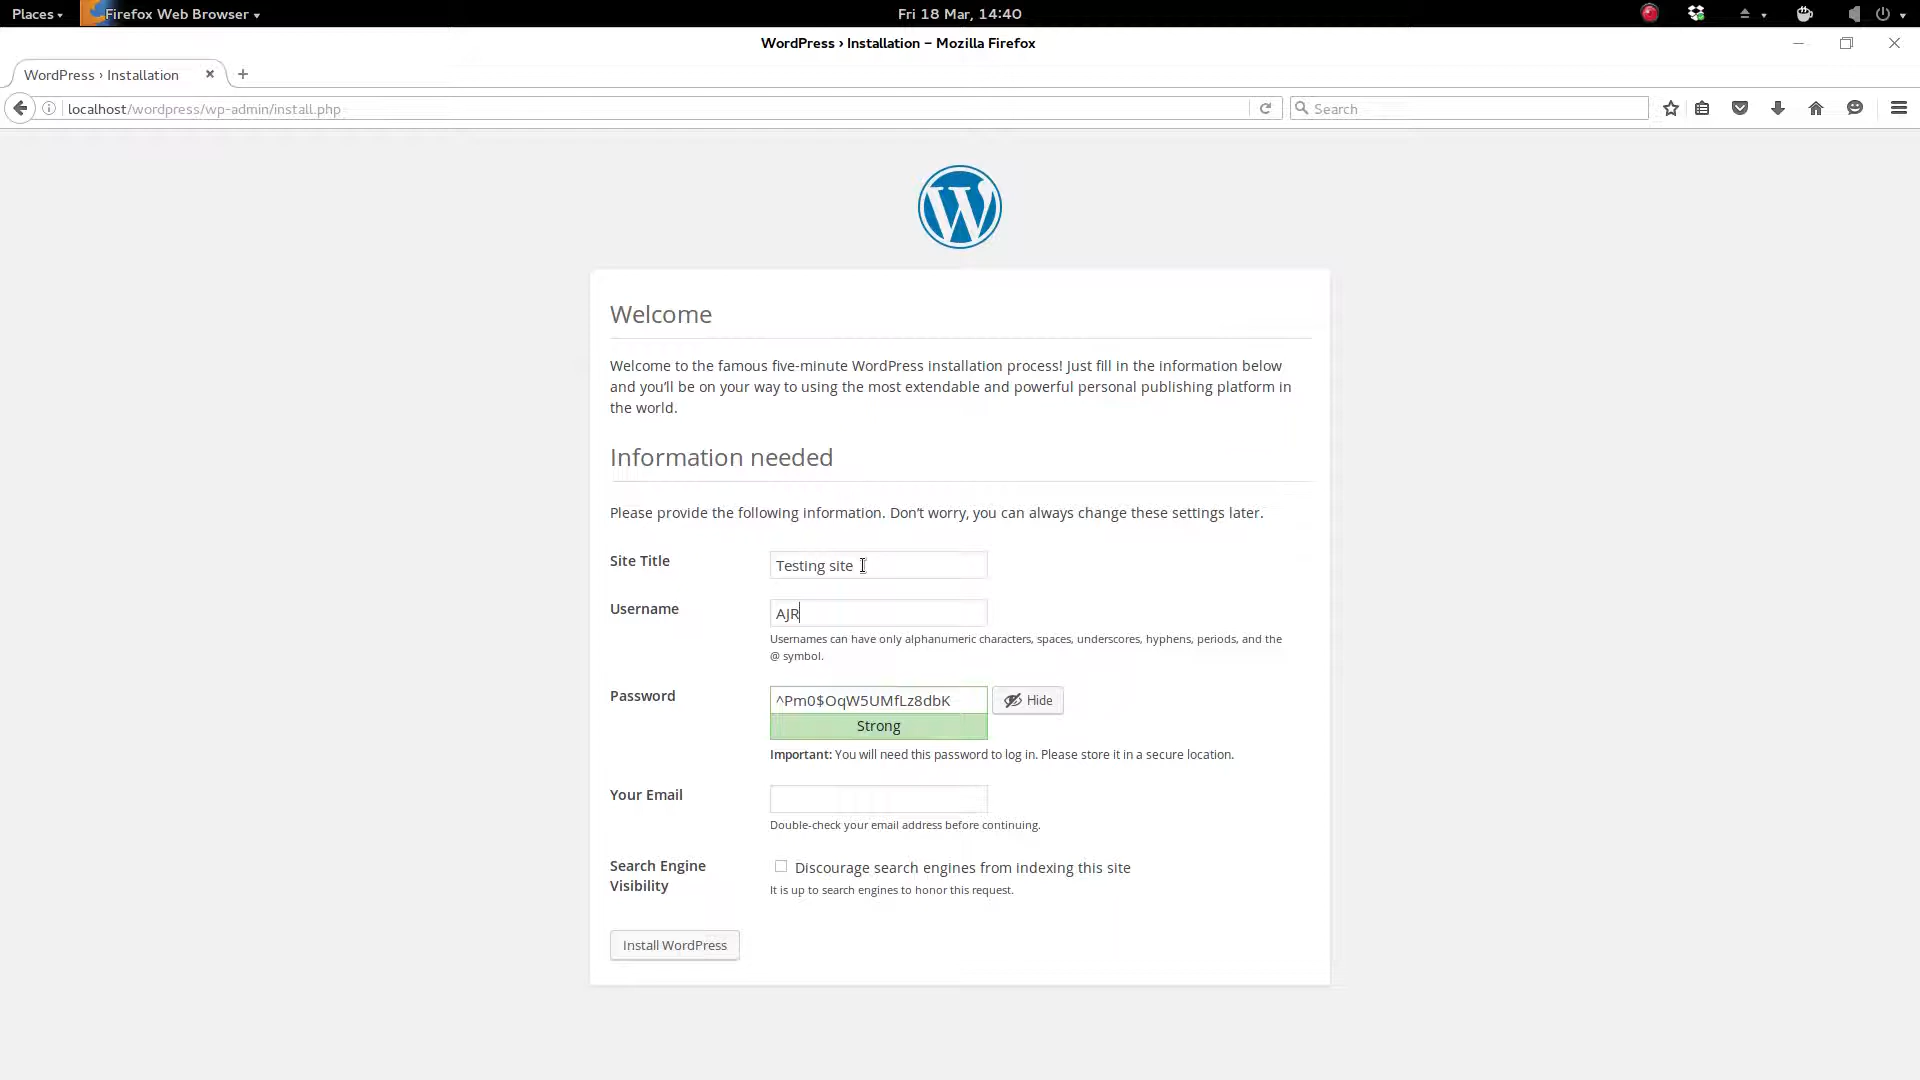 Places
Firefox Web Browser
Fri 18 Mar, 14:40
WordPress › Installation – Mozilla Firefox
WordPress › Installation
localhost/wordpress/wp-admin/install.php
Search
Welcome
Welcome to the famous five-minute WordPress installation process! Just fill in the information below
and you’ll be on your way to using the most extendable and powerful personal publishing platform in
the world.
Information needed
Please provide the following information. Don’t worry, you can always change these settings later.
Site Title
Testing site
Username
AJR
Usernames can have only alphanumeric characters, spaces, underscores, hyphens, periods, and the
@ symbol.
Password
^Pm0$OqW5UMfLz8dbK
Hide
Strong
Important: You will need this password to log in. Please store it in a secure location.
Your Email
Double-check your email address before continuing.
Search Engine
Visibility
Discourage search engines from indexing this site
It is up to search engines to honor this request.
Install WordPress